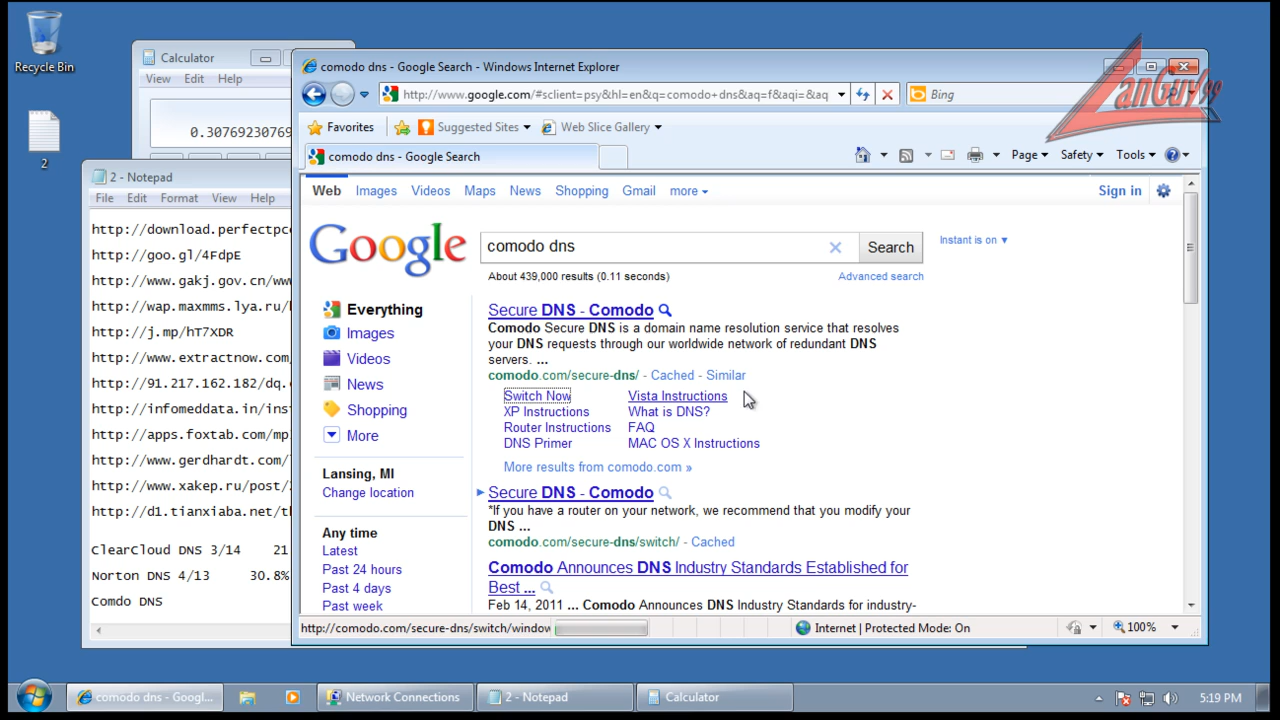 Recycle Bin
2
Calculator
View Edit Help
0.30769230769
2 - Notepad
File Edit Format View Help
http://download.perfectpc
http://goo.gl/4FdpE
http://www.gakj.gov.cn/ww
http://wap.maxmms.lya.ru/
http://j.mp/hT7XDR
http://www.extractnow.com
http://91.217.162.182/dq.
http://infomeddata.in/ins
http://apps.foxtab.com/mp
http://www.gerdhardt.com/
http://www.xakep.ru/post/
http://d1.tianxiaba.net/t
ClearCloud DNS 3/14 21
Norton DNS 4/13 30.8%
Comdo DNS
comodo dns - Google Search - Windows Internet Explorer
http://www.google.com/#sclient=psy&hl=en&q=comodo+dns&aq=f&aqi=&aq
Bing
LanGuy99
Favorites Suggested Sites Web Slice Gallery
comodo dns - Google Search
Page Safety Tools
Web Images Videos Maps News Shopping Gmail more
Sign in
Google
comodo dns
Search
Instant is on
About 439,000 results (0.11 seconds)
Advanced search
Everything
Images
Videos
News
Shopping
More
Lansing, MI
Change location
Any time
Latest
Past 24 hours
Past 4 days
Past week
Secure DNS - Comodo
Comodo Secure DNS is a domain name resolution service that resolves
your DNS requests through our worldwide network of redundant DNS
servers. ...
comodo.com/secure-dns/ - Cached - Similar
Switch Now Vista Instructions
XP Instructions What is DNS?
Router Instructions FAQ
DNS Primer MAC OS X Instructions
More results from comodo.com »
Secure DNS - Comodo
*If you have a router on your network, we recommend that you modify your
DNS ...
comodo.com/secure-dns/switch/ - Cached
Comodo Announces DNS Industry Standards Established for
Best ...
Feb 14, 2011 ... Comodo Announces DNS Industry Standards for industry-
http://comodo.com/secure-dns/switch/window
Internet | Protected Mode: On
100%
comodo dns - Googl...
Network Connections
2 - Notepad
Calculator
5:19 PM